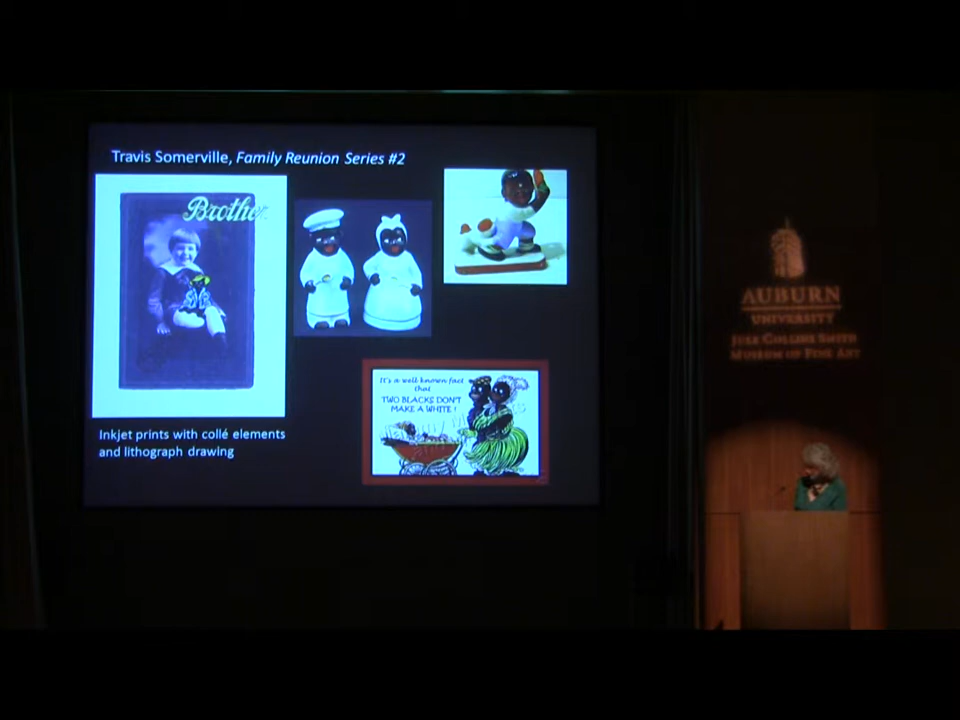 Travis Somerville, Family Reunion Series #2
Brother
It's a well known fact
that
TWO BLACKS DON'T
MAKE A WHITE!
Inkjet prints with collé elements
and lithograph drawing
AUBURN
UNIVERSITY
JULE COLLINS SMITH
MUSEUM OF FINE ART